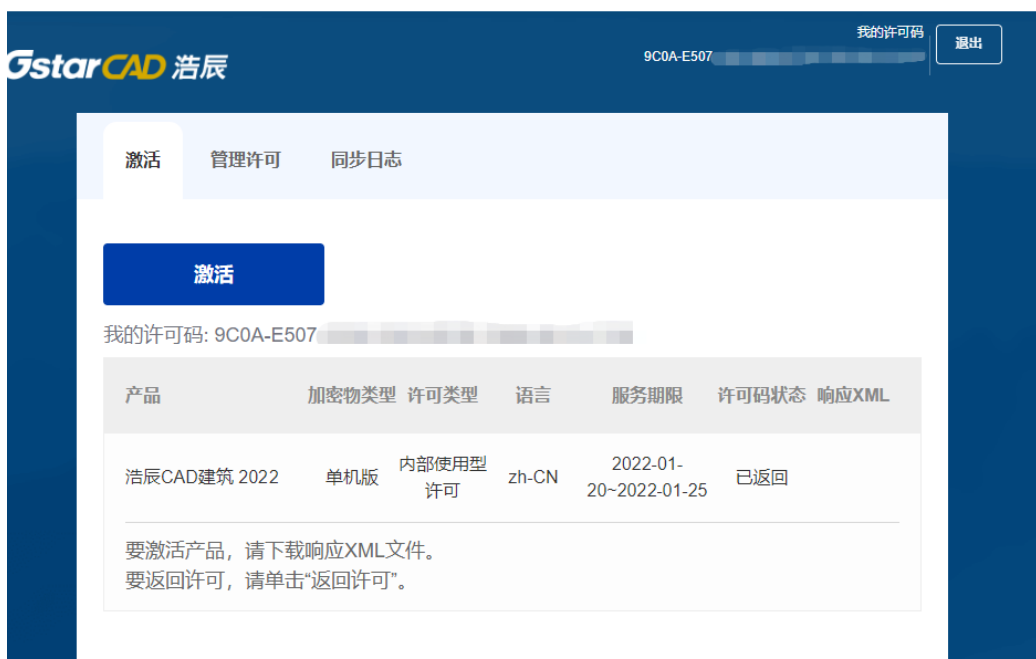 我的许可码
9C0A-E507
退出
GstarCAD 浩辰
激活 管理许可 同步日志
激活
我的许可码: 9C0A-E507
产品 加密物类型 许可类型 语言 服务期限 许可码状态 响应XML
浩辰CAD建筑 2022 单机版 内部使用型许可 zh-CN 2022-01-20~2022-01-25 已返回
要激活产品，请下载响应XML文件。
要返回许可，请单击“返回许可”。